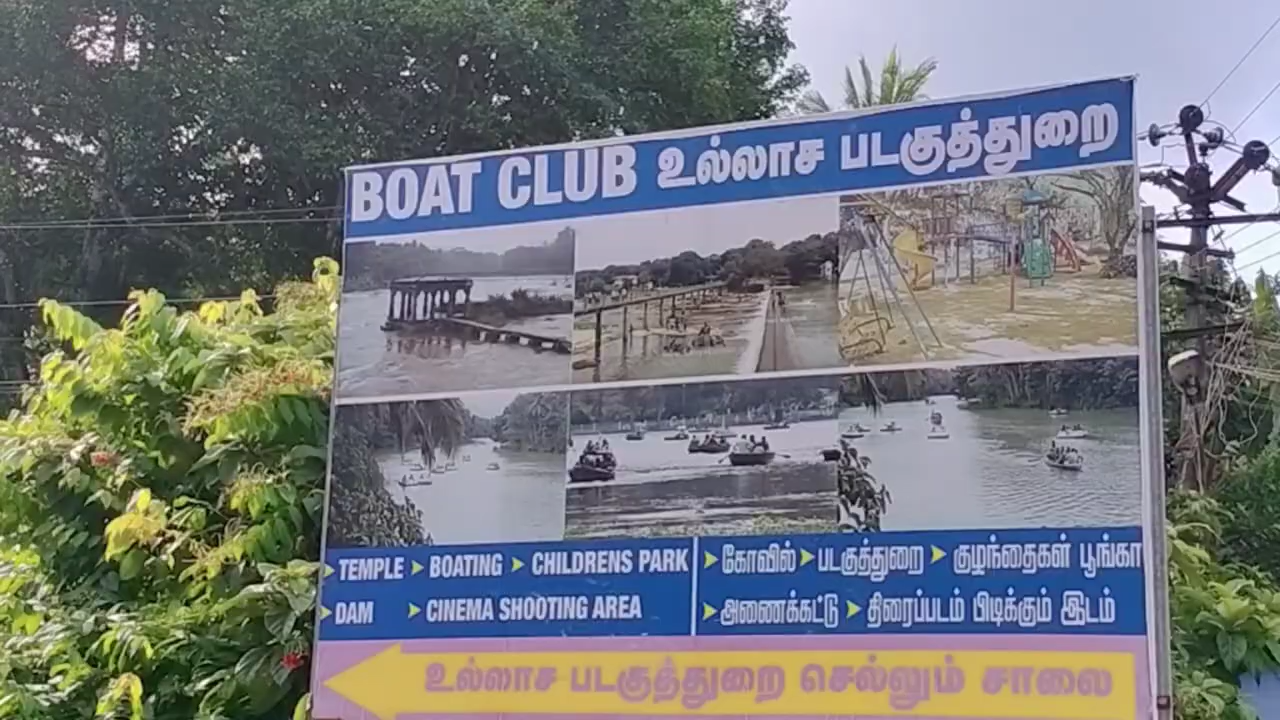 BOAT CLUB உல்லாச படகுத்துறை
TEMPLE BOATING CHILDRENS PARK
DAM CINEMA SHOOTING AREA
கோவில் படகுத்துறை குழந்தைகள் பூங்கா
அணைக்கட்டு திரைப்படம் பிடிக்கும் இடம்
உல்லாச படகுத்துறை செல்லும் சாலை